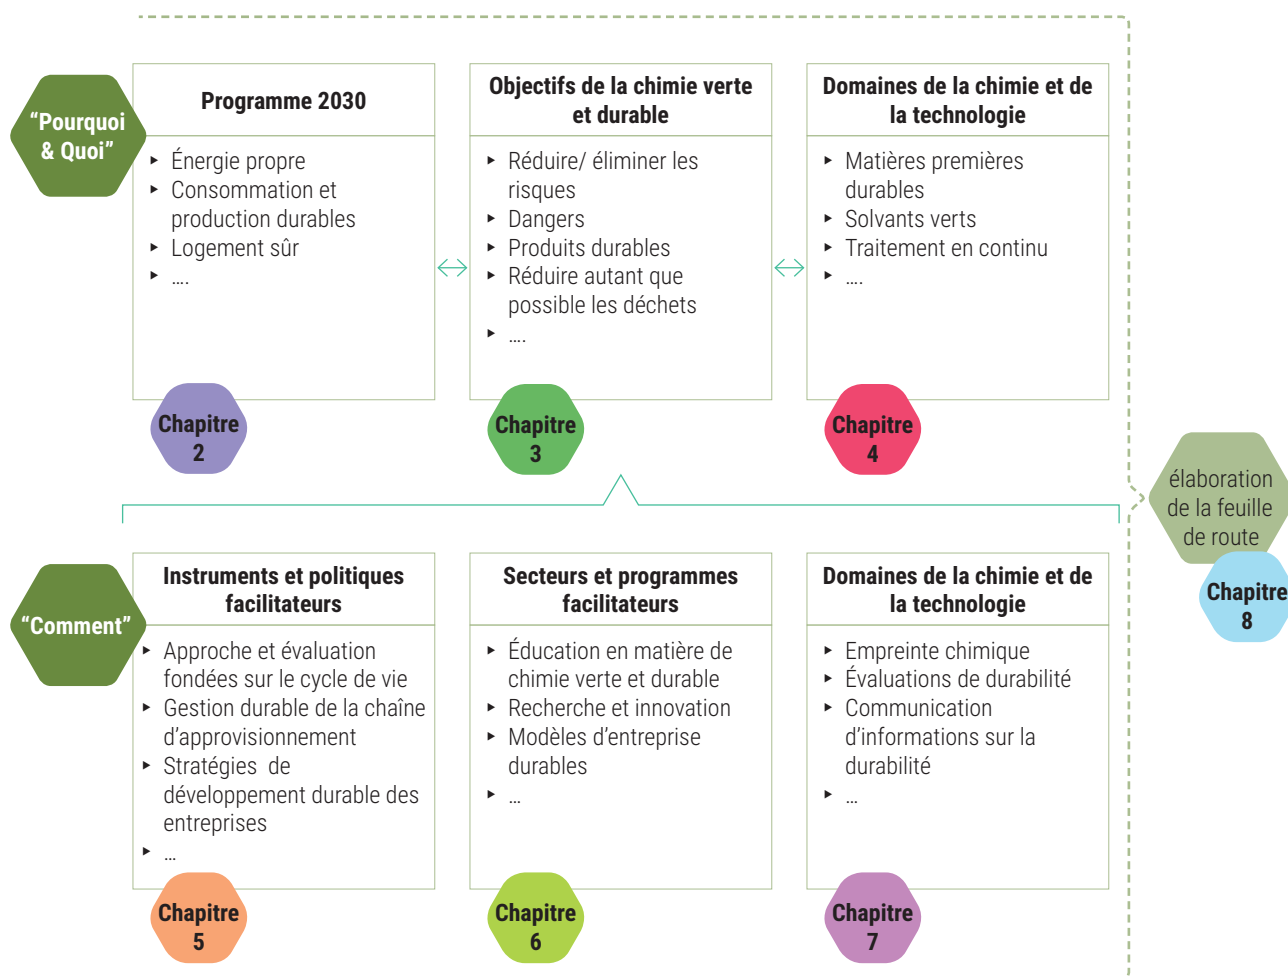 “Pourquoi
& Quoi”
Programme 2030
▸ Énergie propre
▸ Consommation et
production durables
▸ Logement sûr
▸ ....
Chapitre
2
Objectifs de la chimie verte
et durable
▸ Réduire/ éliminer les
risques
▸ Dangers
▸ Produits durables
▸ Réduire autant que
possible les déchets
▸ ....
Chapitre
3
Domaines de la chimie et de
la technologie
▸ Matières premières
durables
▸ Solvants verts
▸ Traitement en continu
▸ ....
Chapitre
4
“Comment”
Instruments et politiques
facilitateurs
▸ Approche et évaluation
fondées sur le cycle de vie
▸ Gestion durable de la chaîne
d’approvisionnement
▸ Stratégies de
développement durable des
entreprises
▸ ...
Chapitre
5
Secteurs et programmes
facilitateurs
▸ Éducation en matière de
chimie verte et durable
▸ Recherche et innovation
▸ Modèles d’entreprise
durables
▸ ...
Chapitre
6
Domaines de la chimie et de
la technologie
▸ Empreinte chimique
▸ Évaluations de durabilité
▸ Communication
d’informations sur la
durabilité
▸ ...
Chapitre
7
élaboration
de la feuille
de route
Chapitre
8